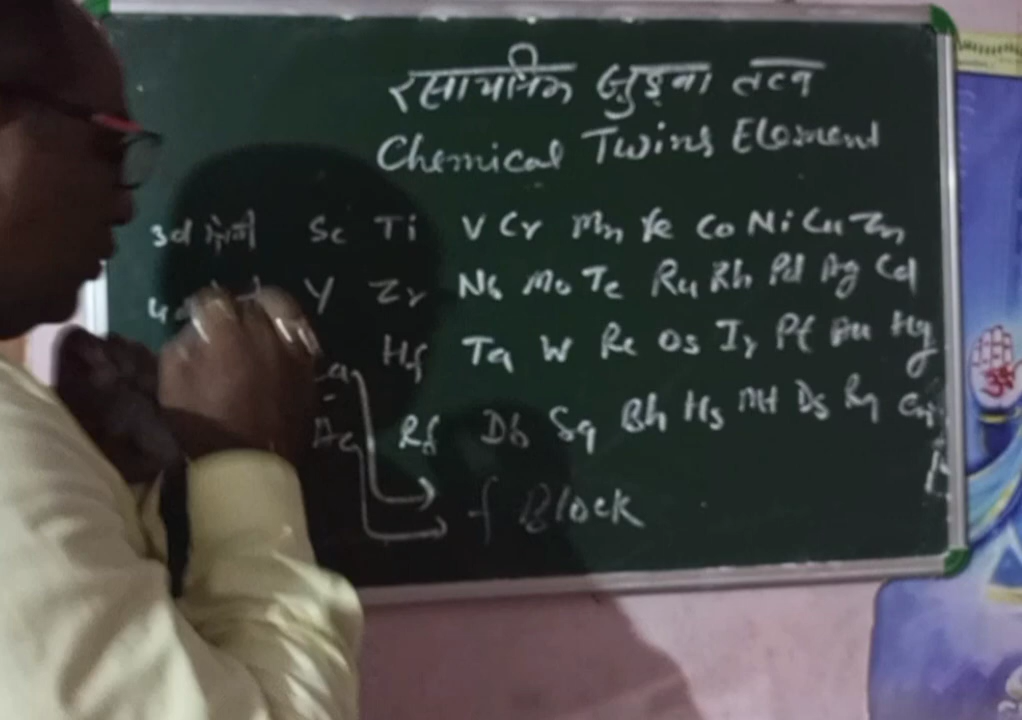 रसायनिक जुड़वा तत्व
Chemical Twins Element
3d श्रेणी Sc Ti V Cr Mn Fe Co Ni Cu Zn
Y Zr Nb Mo Tc Ru Rh Pd Ag Cd
La Hf Ta W Re Os Ir Pt Au Hg
Ac Rf Db Sg Bh Hs Mt Ds Rg Cn
f Block